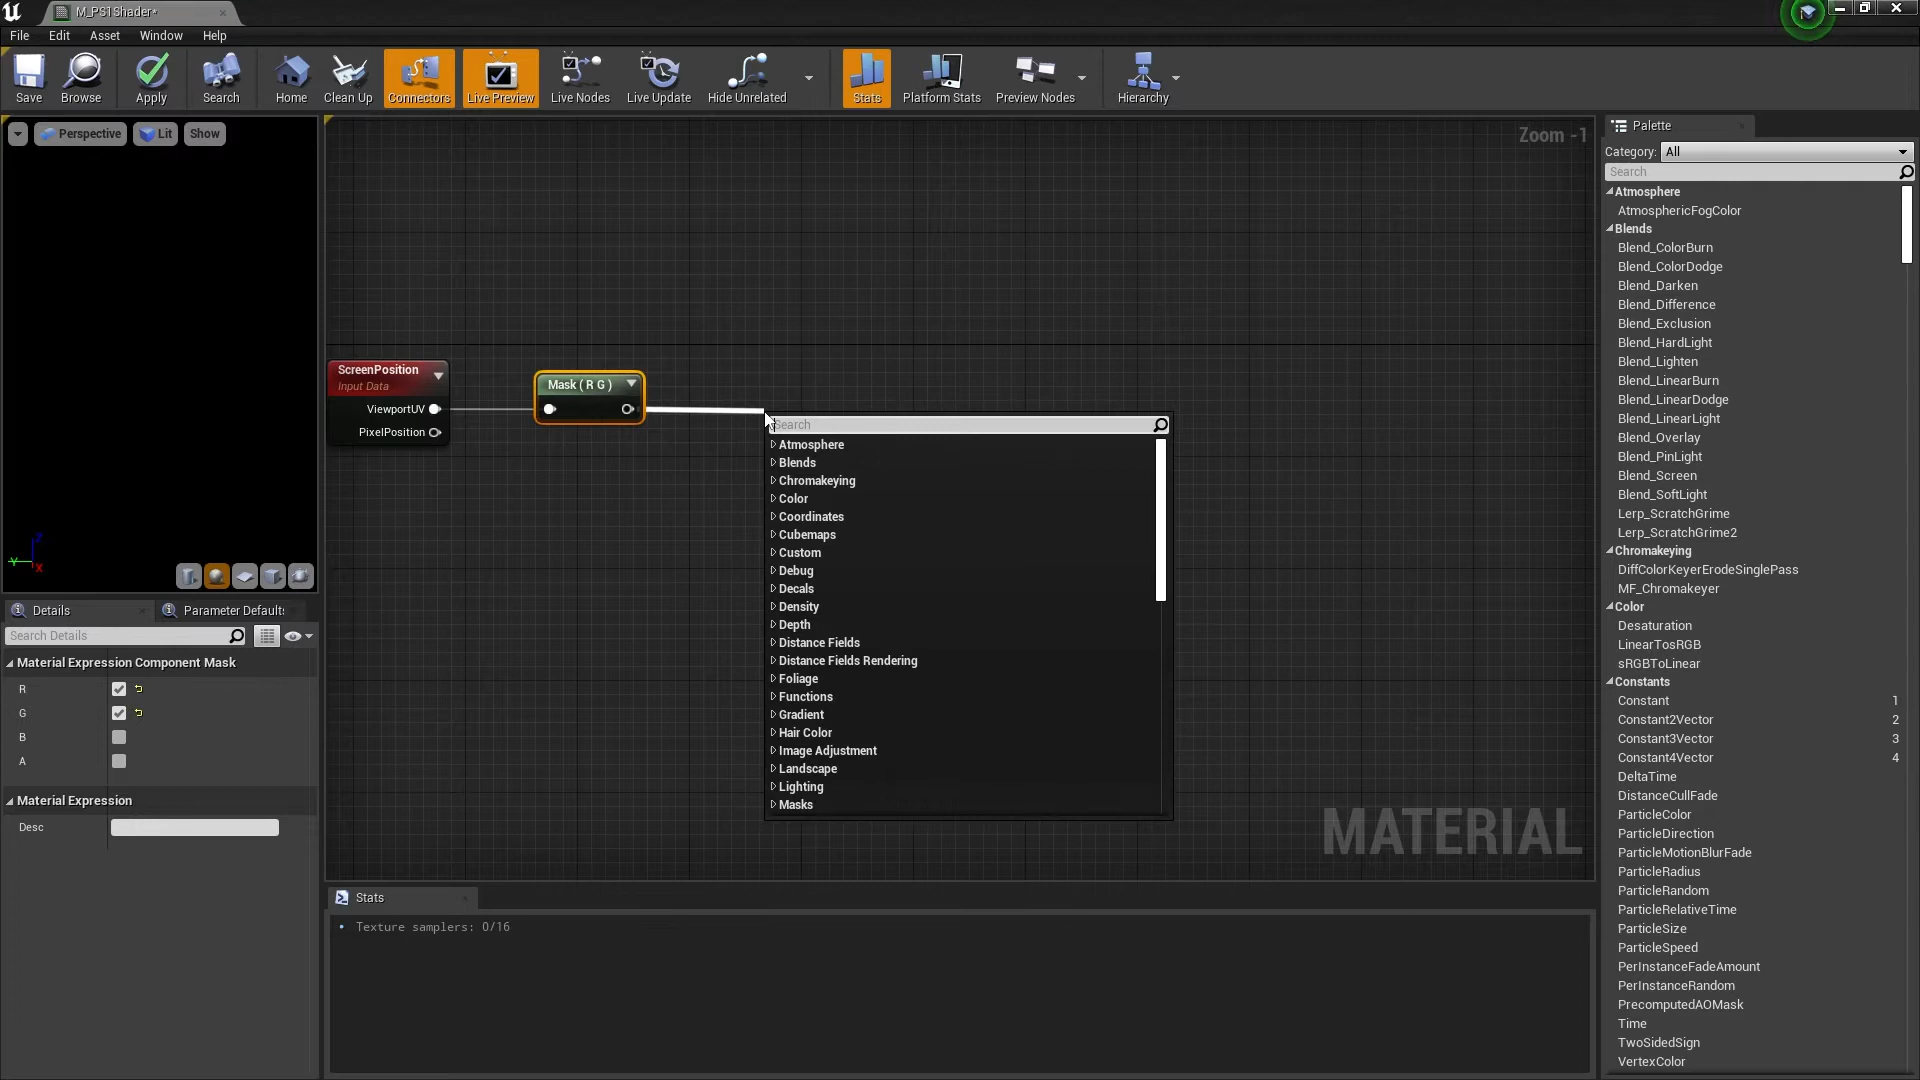 M_PS1Shader*
File Edit Asset Window Help
Save Browse Apply Search Home Clean Up Connectors Live Preview Live Nodes Live Update Hide Unrelated Stats Platform Stats Preview Nodes Hierarchy
Perspective Lit Show
Zoom -1
Palette
Category: All
Search
Atmosphere
AtmosphericFogColor
Blends
Blend_ColorBurn
Blend_ColorDodge
Blend_Darken
Blend_Difference
Blend_Exclusion
Blend_HardLight
Blend_Lighten
Blend_LinearBurn
Blend_LinearDodge
Blend_LinearLight
Blend_Overlay
Blend_PinLight
Blend_Screen
Blend_SoftLight
Lerp_ScratchGrime
Lerp_ScratchGrime2
Chromakeying
DiffColorKeyerErodeSinglePass
MF_Chromakeyer
Color
Desaturation
LinearTosRGB
sRGBToLinear
Constants
Constant 1
Constant2Vector 2
Constant3Vector 3
Constant4Vector 4
DeltaTime
DistanceCullFade
ParticleColor
ParticleDirection
ParticleMotionBlurFade
ParticleRadius
ParticleRandom
ParticleRelativeTime
ParticleSize
ParticleSpeed
PerInstanceFadeAmount
PerInstanceRandom
PrecomputedAOMask
Time
TwoSidedSign
VertexColor
ScreenPosition
Input Data
ViewportUV
PixelPosition
Mask ( R G )
Search
Atmosphere
Blends
Chromakeying
Color
Coordinates
Cubemaps
Custom
Debug
Decals
Density
Depth
Distance Fields
Distance Fields Rendering
Foliage
Functions
Gradient
Hair Color
Image Adjustment
Landscape
Lighting
Masks
MATERIAL
Z
Y
X
Details Parameter Defaults
Search Details
Material Expression Component Mask
R
G
B
A
Material Expression
Desc
Stats
Texture samplers: 0/16